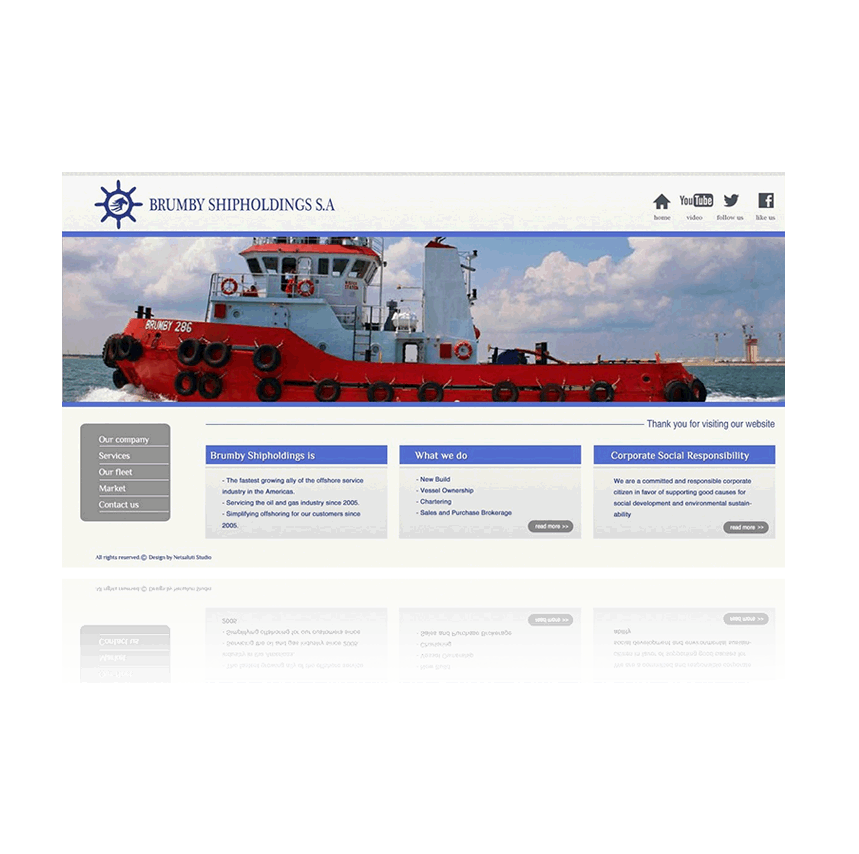 BRUMBY SHIPHOLDINGS S.A
You Tube
home video follow us like us
BRUMBY 286
Thank you for visiting our website
Our company
Services
Our fleet
Market
Contact us
Brumby Shipholdings is
- The fastest growing ally of the offshore service
industry in the Americas.
- Servicing the oil and gas industry since 2005.
- Simplifying offshoring for our customers since
2005.
What we do
- New Build
- Vessel Ownership
- Chartering
- Sales and Purchase Brokerage
read more >>
Corporate Social Responsibility
We are a committed and responsible corporate
citizen in favor of supporting good causes for
social development and environmental sustain-
ability
read more >>
All rights reserved.© Design by Netsaluti Studio